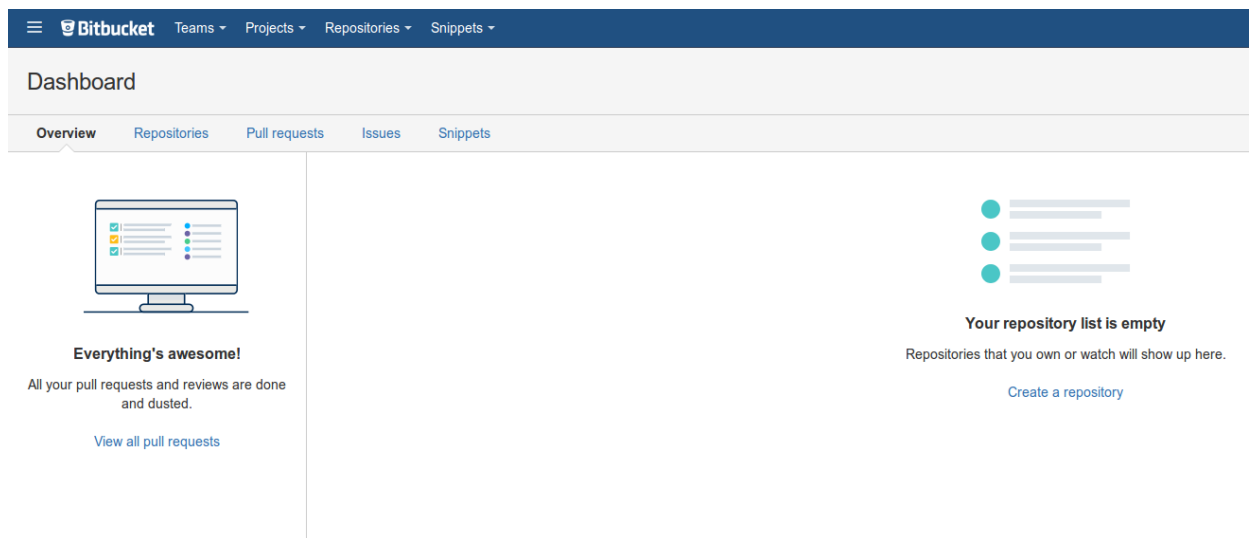 Bitbucket Teams Projects Repositories Snippets
Dashboard
Overview Repositories Pull requests Issues Snippets
Everything's awesome!
All your pull requests and reviews are done
and dusted.
View all pull requests
Your repository list is empty
Repositories that you own or watch will show up here.
Create a repository